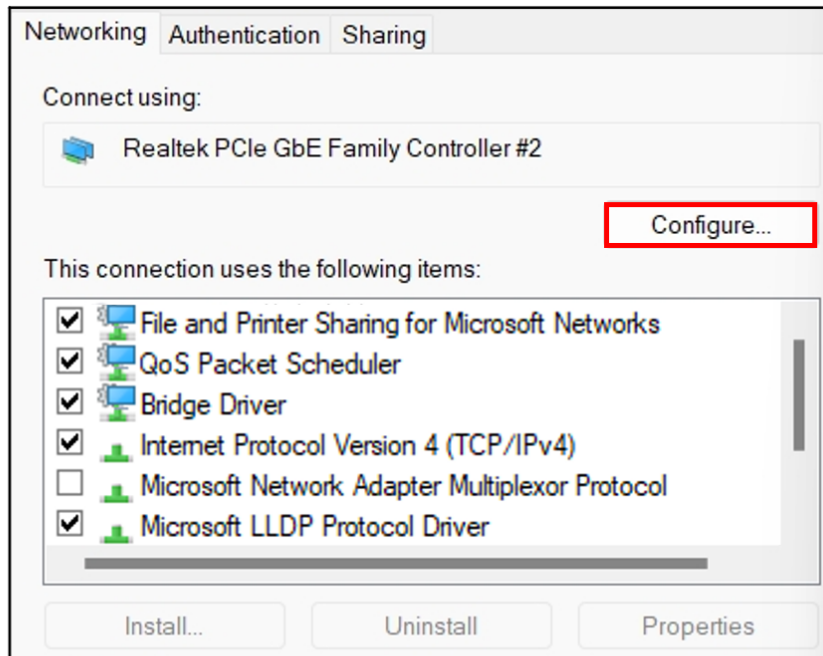 Networking Authentication Sharing
Connect using:
Realtek PCIe GbE Family Controller #2
Configure...
This connection uses the following items:
File and Printer Sharing for Microsoft Networks
QoS Packet Scheduler
Bridge Driver
Internet Protocol Version 4 (TCP/IPv4)
Microsoft Network Adapter Multiplexor Protocol
Microsoft LLDP Protocol Driver
Install... Uninstall Properties